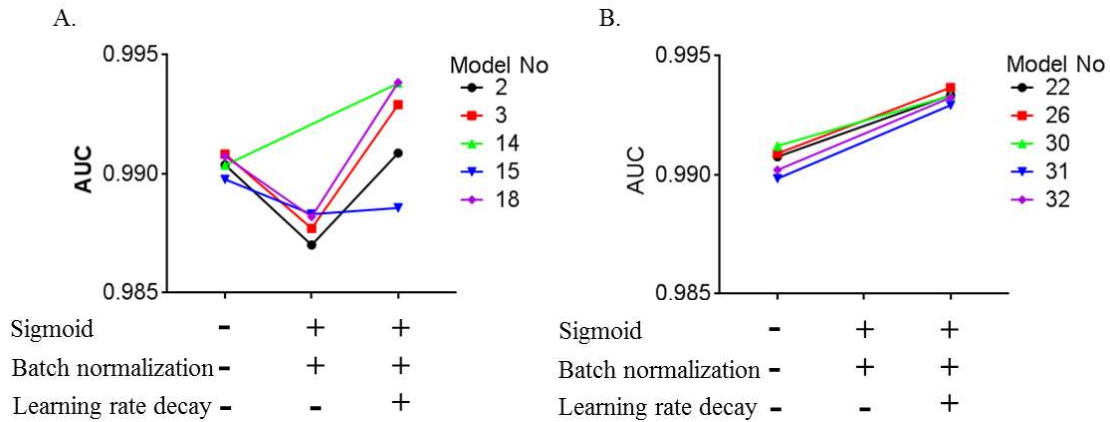 A.
0.995
0.990
0.985
AUC
Model No
2
3
14
15
18
Sigmoid - + +
Batch normalization - + +
Learning rate decay - - +
B.
0.995
0.990
0.985
AUC
Model No
22
26
30
31
32
Sigmoid - + +
Batch normalization - + +
Learning rate decay - - +